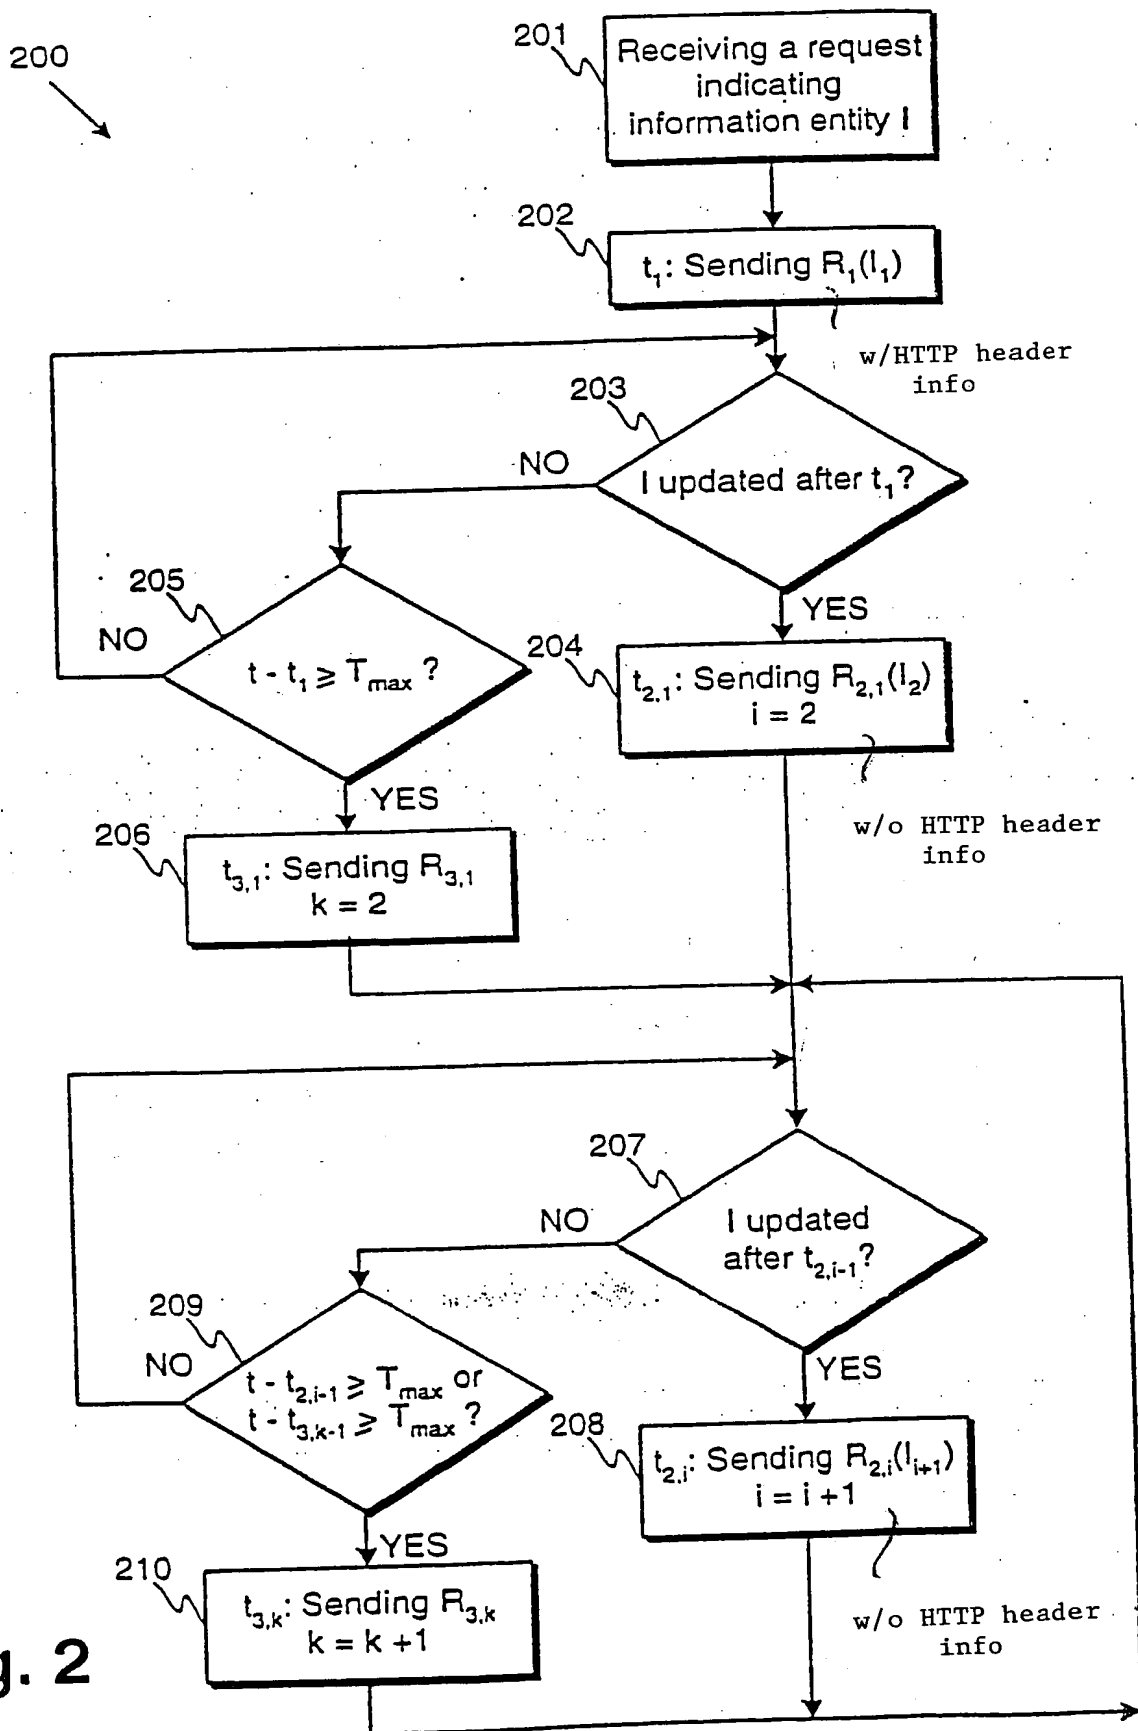 200
201
Receiving a request
indicating
information entity I
202
t₁: Sending R₁(I₁)
w/HTTP header
info
203
I updated after t₁?
NO
YES
205
t - t₁ ≥ Tmax ?
NO
YES
204
t₂,₁: Sending R₂,₁(I₂)
i = 2
w/o HTTP header
info
206
t₃,₁: Sending R₃,₁
k = 2
207
I updated
after t₂,i-1?
NO
YES
209
t - t₂,i-1 ≥ Tmax or
t - t₃,k-1 ≥ Tmax ?
NO
YES
208
t₂,i: Sending R₂,i(Ii+1)
i = i +1
w/o HTTP header
info
210
t₃,k: Sending R₃,k
k = k +1
g. 2